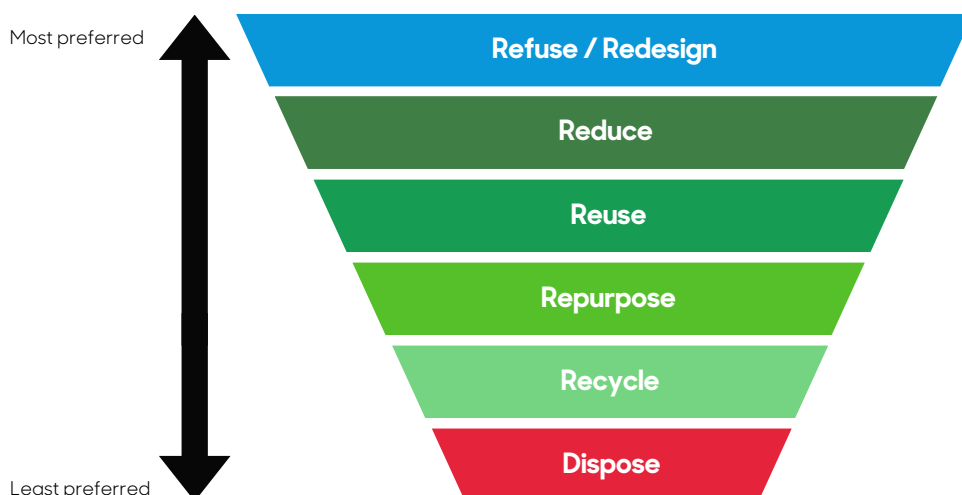 Most preferred
Refuse / Redesign
Reduce
Reuse
Repurpose
Recycle
Dispose
Least preferred